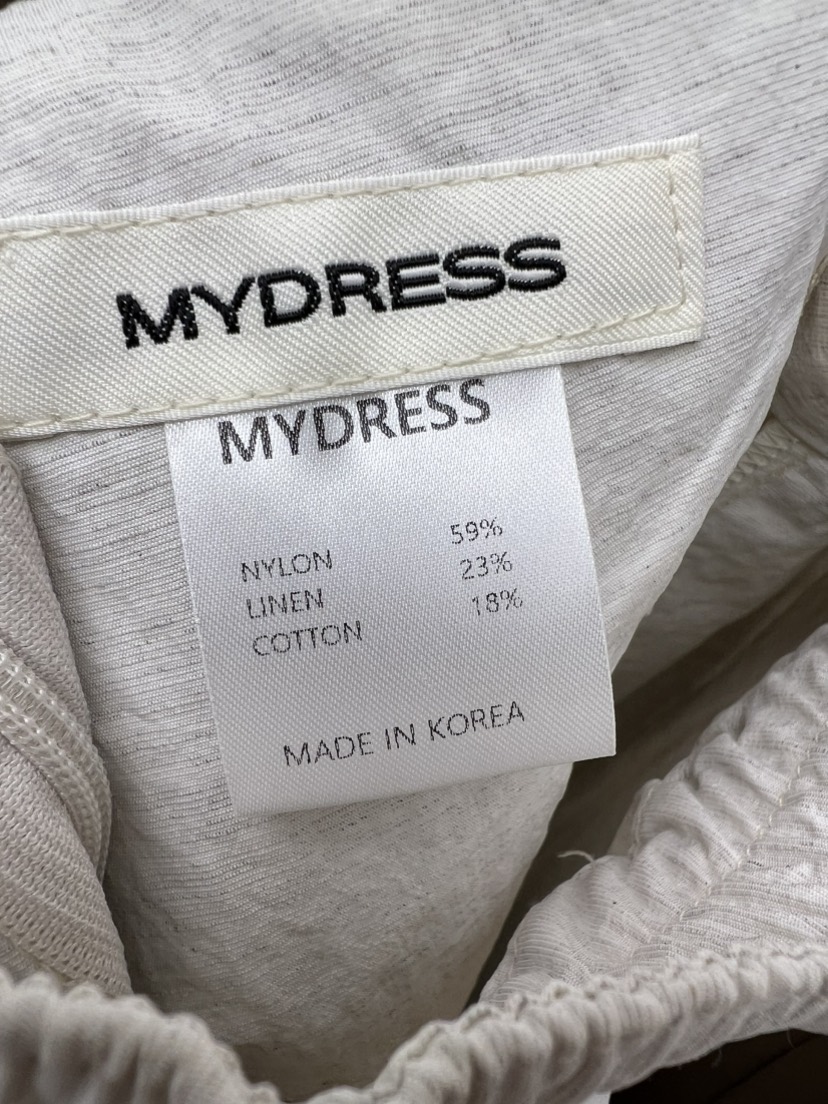 MYDRESS
MYDRESS
NYLON 59%
LINEN 23%
COTTON 18%
MADE IN KOREA